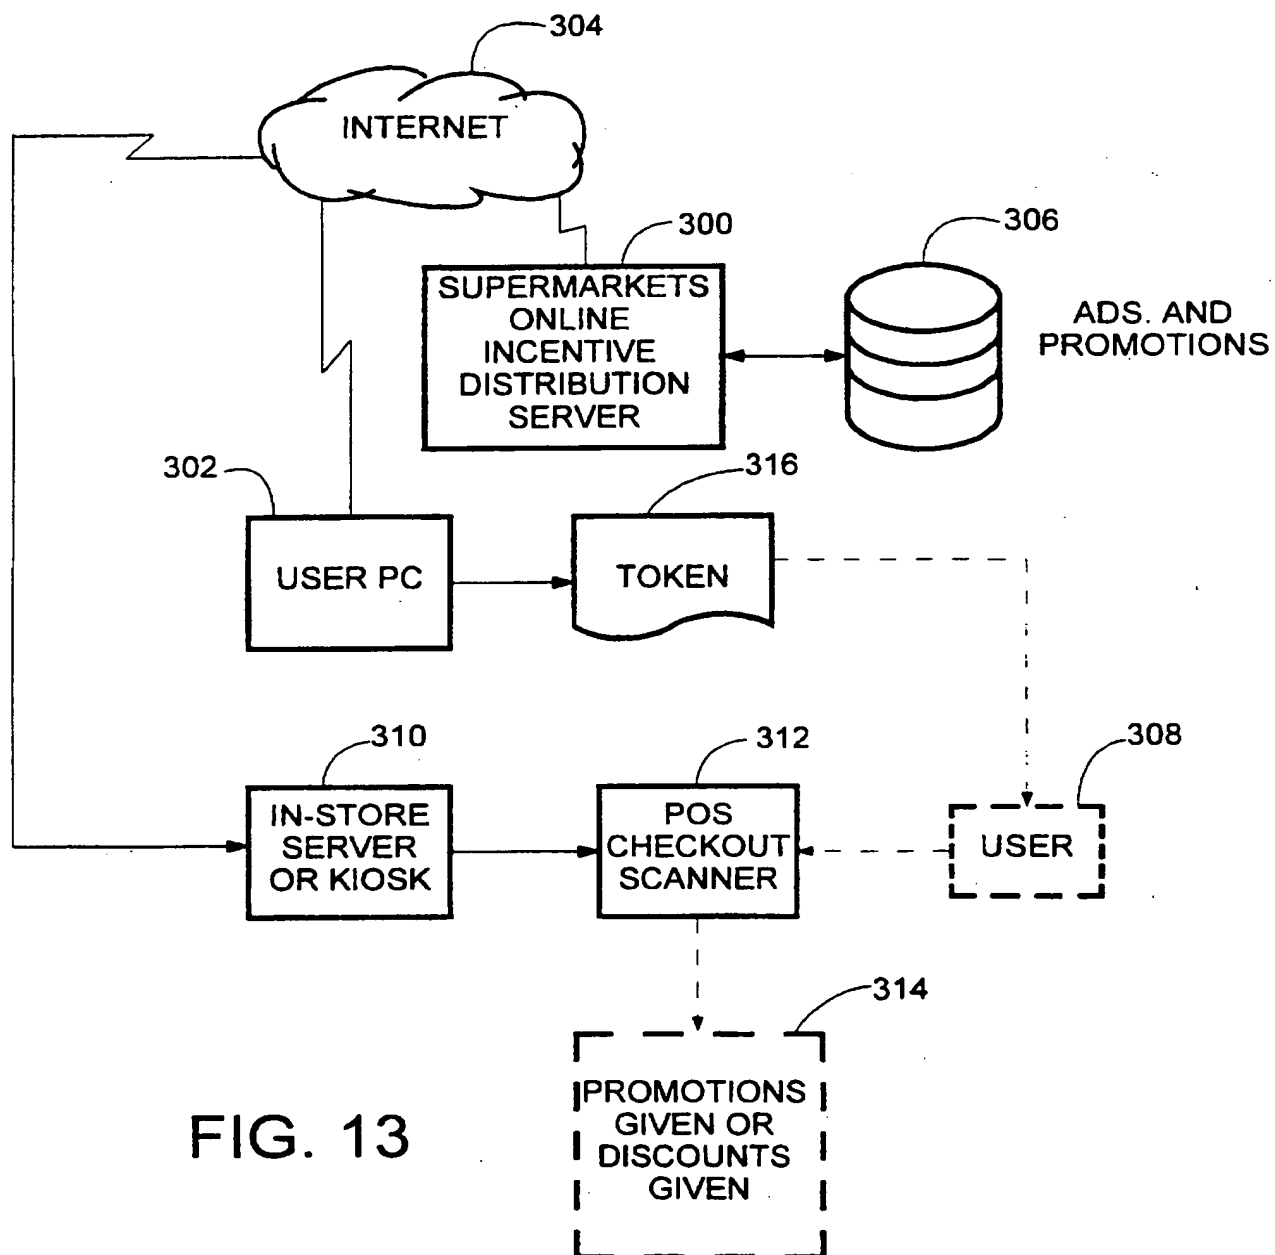 304
INTERNET
300
306
SUPERMARKETS
ONLINE
INCENTIVE
DISTRIBUTION
SERVER
ADS. AND
PROMOTIONS
302
316
USER PC
TOKEN
310
312
308
IN-STORE
SERVER
OR KIOSK
POS
CHECKOUT
SCANNER
USER
314
PROMOTIONS
GIVEN OR
DISCOUNTS
GIVEN
FIG. 13